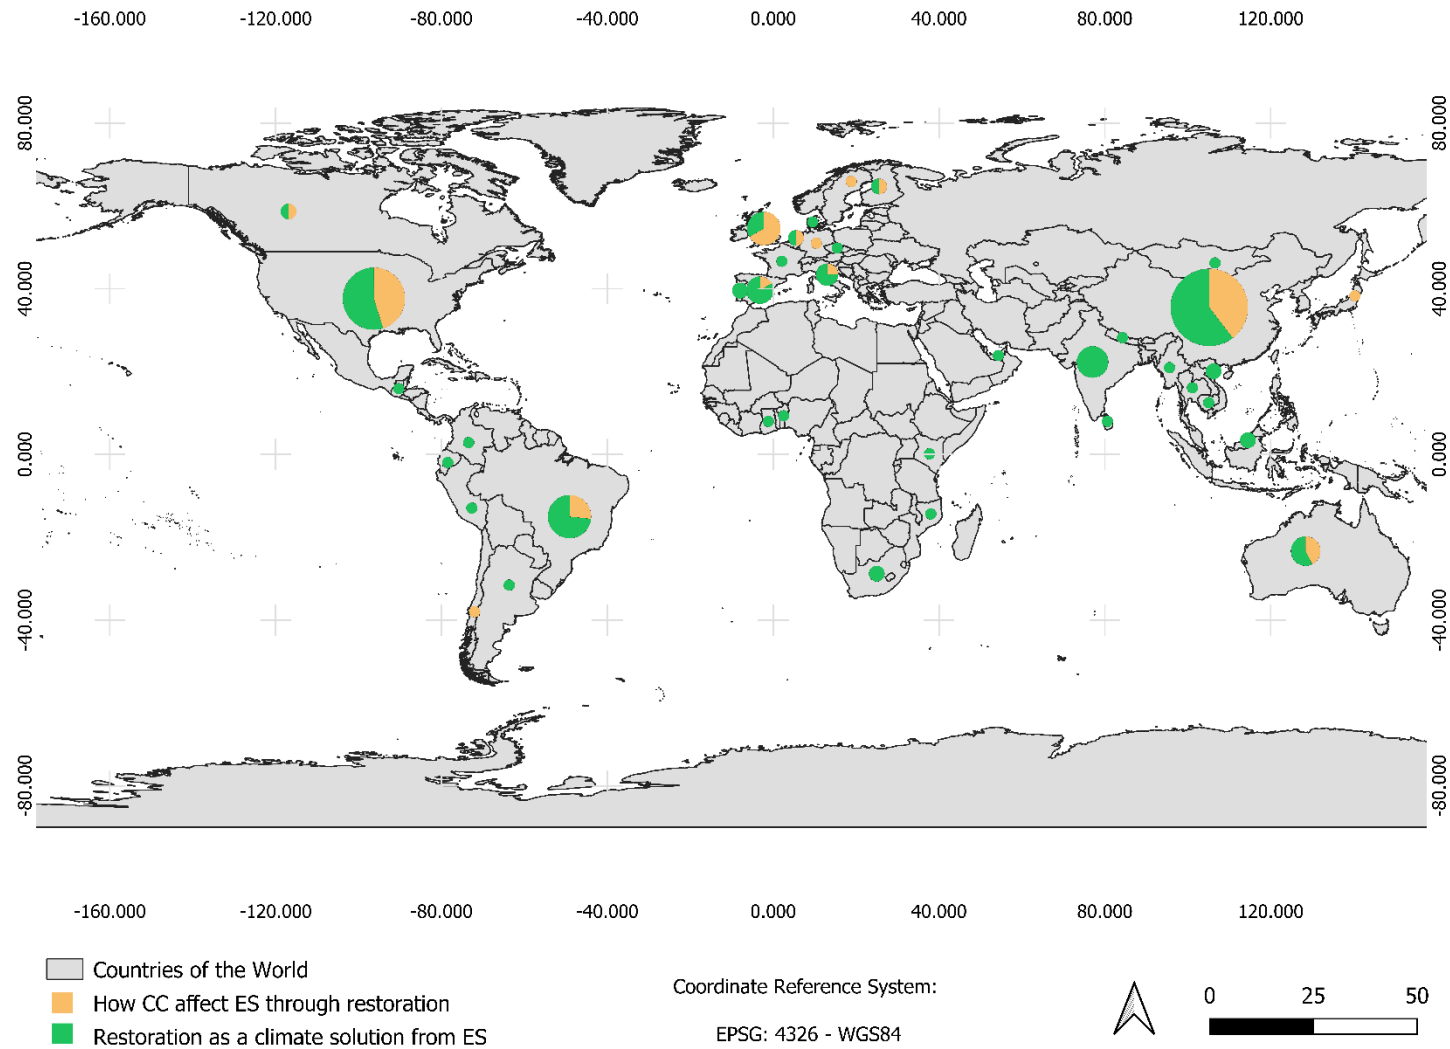 -160.000 -120.000 -80.000 -40.000 0.000 40.000 80.000 120.000
80.000 80.000
40.000 40.000
0.000 0.000
-40.000 -40.000
-80.000 -80.000
-160.000 -120.000 -80.000 -40.000 0.000 40.000 80.000 120.000
Countries of the World
How CC affect ES through restoration
Restoration as a climate solution from ES
Coordinate Reference System:
EPSG: 4326 - WGS84
0 25 50